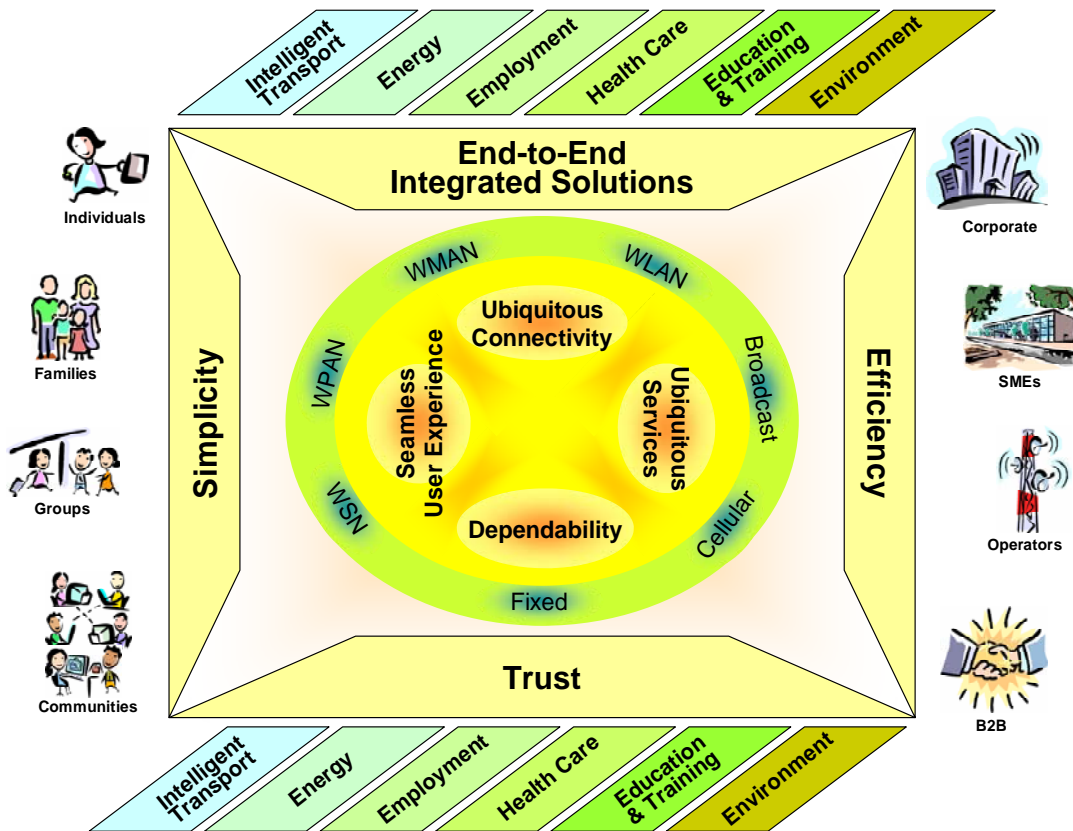 Intelligent
Transport
Energy
Employment
Health Care
Education
& Training
Environment
End-to-End
Integrated Solutions
Individuals
Families
Groups
Communities
Simplicity
WMAN
WLAN
WPAN
Broadcast
WSN
Cellular
Fixed
Ubiquitous
Connectivity
Seamless
User Experience
Ubiquitous
Services
Dependability
Efficiency
Corporate
SMEs
Operators
B2B
Trust
Intelligent
Transport
Energy
Employment
Health Care
Education
& Training
Environment